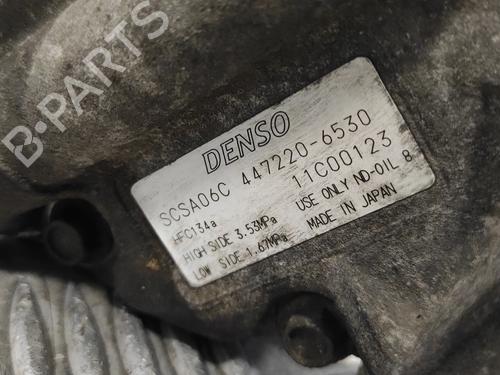 B-PARTS
DENSO
SCSA06C 447220-6530
11C00123
HFC134a
USE ONLY ND-OIL 8
HIGH SIDE 3.53MPa
MADE IN JAPAN
LOW SIDE 1.67MPa